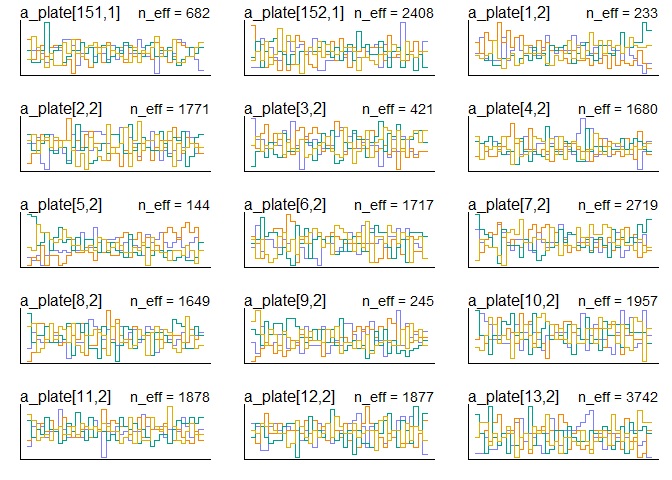 a_plate[151,1] n_eff = 682 a_plate[152,1] n_eff = 2408 a_plate[1,2] n_eff = 233
a_plate[2,2] n_eff = 1771 a_plate[3,2] n_eff = 421 a_plate[4,2] n_eff = 1680
a_plate[5,2] n_eff = 144 a_plate[6,2] n_eff = 1717 a_plate[7,2] n_eff = 2719
a_plate[8,2] n_eff = 1649 a_plate[9,2] n_eff = 245 a_plate[10,2] n_eff = 1957
a_plate[11,2] n_eff = 1878 a_plate[12,2] n_eff = 1877 a_plate[13,2] n_eff = 3742